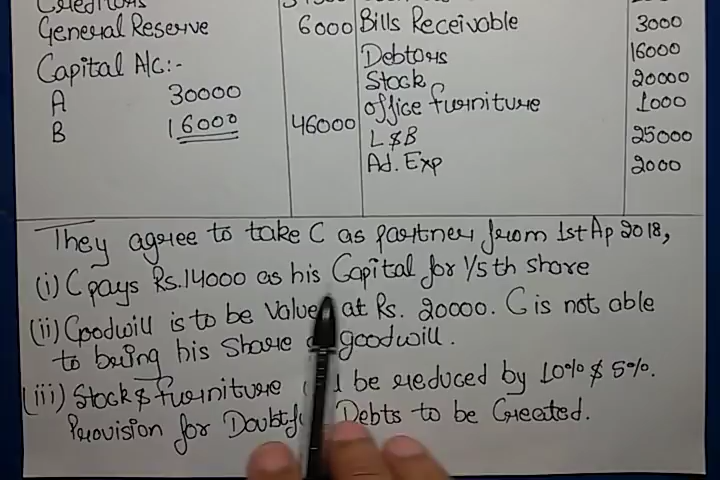 Creditors
General Reserve 6000 Bills Receivable 3000
Capital A/c:- Debtors 16000
A 30000 Stock 20000
B 16000 46000 office furniture 1000
L & B 25000
Ad. Exp 2000
They agree to take C as partner from 1st Ap 2018,
(i) C pays Rs. 14000 as his Capital for 1/5th share
(ii) Goodwill is to be Value at Rs. 20000. C is not able
to bring his share goodwill.
(iii) Stock & furniture be reduced by 10% & 5%.
Provision for Doubtful Debts to be Created.